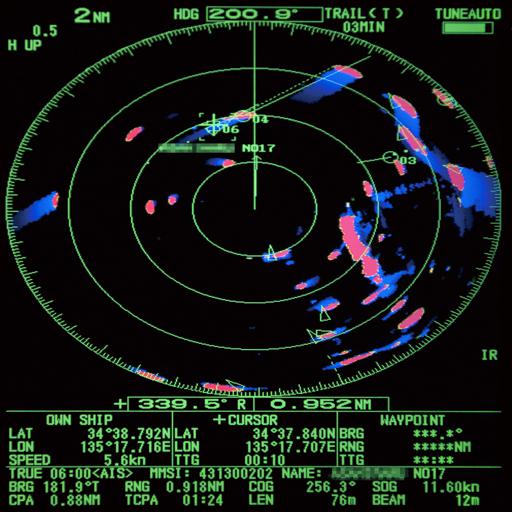 2NM HDG 200.9° TRAIL(T) TUNEAUTO
0.5 03MIN
H UP
04
06
NO17
03
IR
+ 339.5° R 0.952NM
OWN SHIP +CURSOR WAYPOINT
LAT 34°38.792N LAT 34°37.840N BRG ***.*°
LON 135°17.716E LON 135°17.707E RNG *****NM
SPEED 5.6kn TTG 00:10 TTG **:**
TRUE 06:00<AIS> MMSI: 431300202 NAME: NO17
BRG 181.9°T RNG 0.918NM COG 256.3° SOG 11.60kn
CPA 0.88NM TCPA 01:24 LEN 76m BEAM 12m